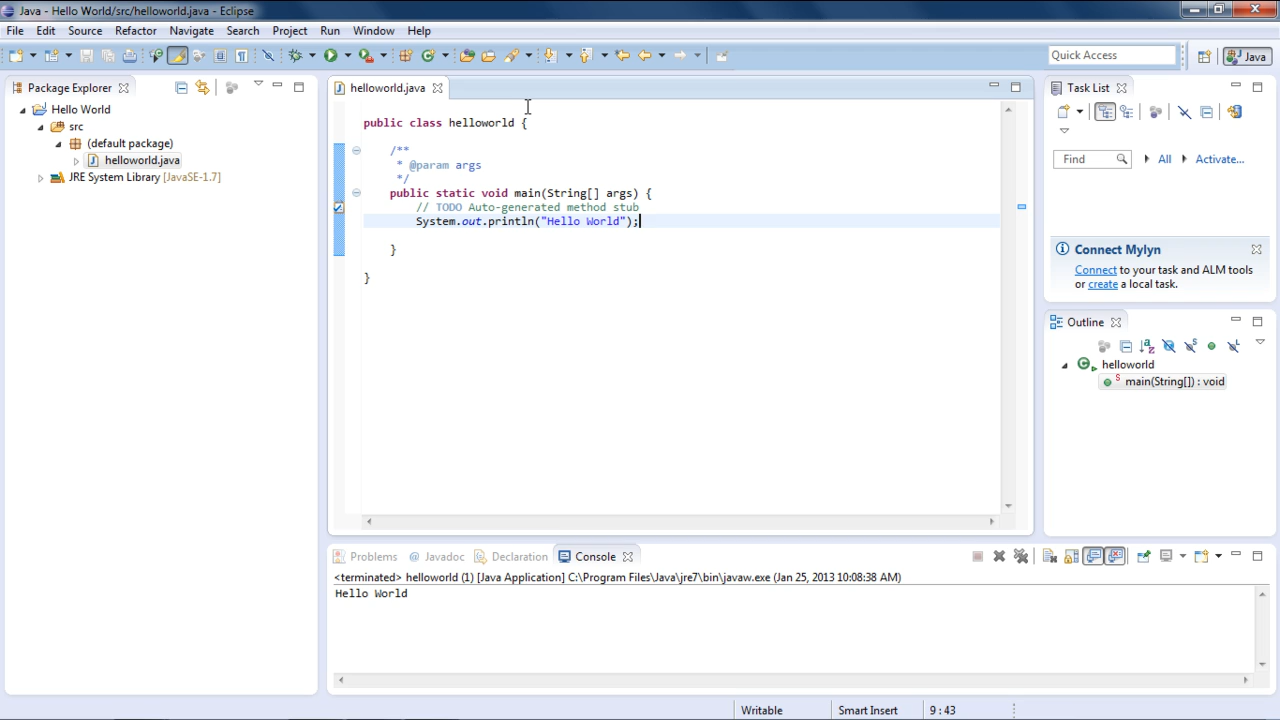 Java - Hello World/src/helloworld.java - Eclipse
File Edit Source Refactor Navigate Search Project Run Window Help
Quick Access
Java
Package Explorer
Hello World
src
(default package)
helloworld.java
JRE System Library [JavaSE-1.7]
helloworld.java
public class helloworld {
/**
* @param args
*/
public static void main(String[] args) {
// TODO Auto-generated method stub
System.out.println("Hello World");
}
}
Task List
Find
All
Activate...
Connect Mylyn
Connect to your task and ALM tools
or create a local task.
Outline
helloworld
main(String[]) : void
Problems @ Javadoc Declaration Console
<terminated> helloworld (1) [Java Application] C:\Program Files\Java\jre7\bin\javaw.exe (Jan 25, 2013 10:08:38 AM)
Hello World
Writable Smart Insert 9 : 43